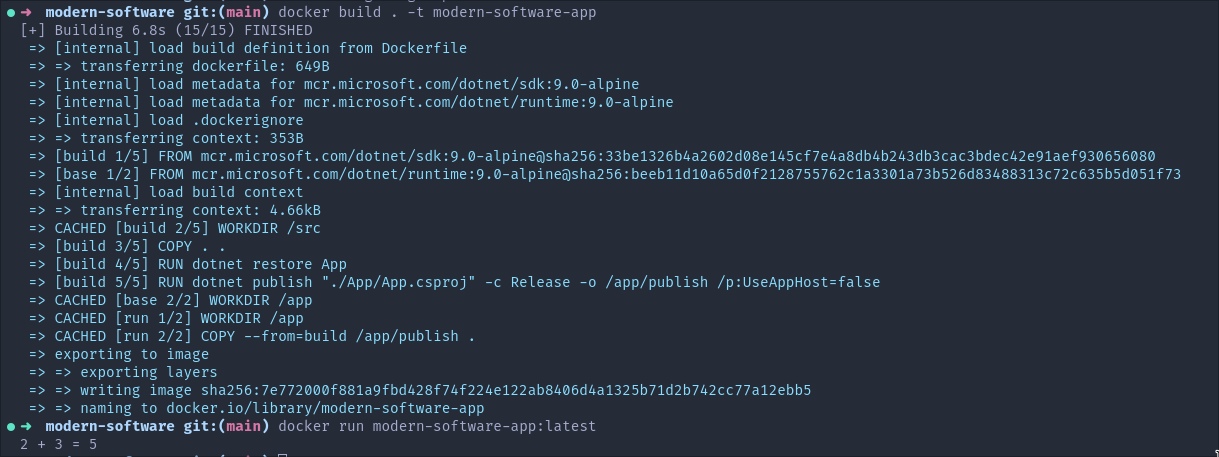 ● ➜ modern-software git:(main) docker build . -t modern-software-app
[+] Building 6.8s (15/15) FINISHED
=> [internal] load build definition from Dockerfile
=> => transferring dockerfile: 649B
=> [internal] load metadata for mcr.microsoft.com/dotnet/sdk:9.0-alpine
=> [internal] load metadata for mcr.microsoft.com/dotnet/runtime:9.0-alpine
=> [internal] load .dockerignore
=> => transferring context: 353B
=> [build 1/5] FROM mcr.microsoft.com/dotnet/sdk:9.0-alpine@sha256:33be1326b4a2602d08e145cf7e4a8db4b243db3cac3bdec42e91aef930656080
=> [base 1/2] FROM mcr.microsoft.com/dotnet/runtime:9.0-alpine@sha256:beeb11d10a65d0f2128755762c1a3301a73b526d83488313c72c635b5d051f73
=> [internal] load build context
=> => transferring context: 4.66kB
=> CACHED [build 2/5] WORKDIR /src
=> [build 3/5] COPY . .
=> [build 4/5] RUN dotnet restore App
=> [build 5/5] RUN dotnet publish "./App/App.csproj" -c Release -o /app/publish /p:UseAppHost=false
=> CACHED [base 2/2] WORKDIR /app
=> CACHED [run 1/2] WORKDIR /app
=> CACHED [run 2/2] COPY --from=build /app/publish .
=> exporting to image
=> => exporting layers
=> => writing image sha256:7e772000f881a9fbd428f74f224e122ab8406d4a1325b71d2b742cc77a12ebb5
=> => naming to docker.io/library/modern-software-app
● ➜ modern-software git:(main) docker run modern-software-app:latest
2 + 3 = 5